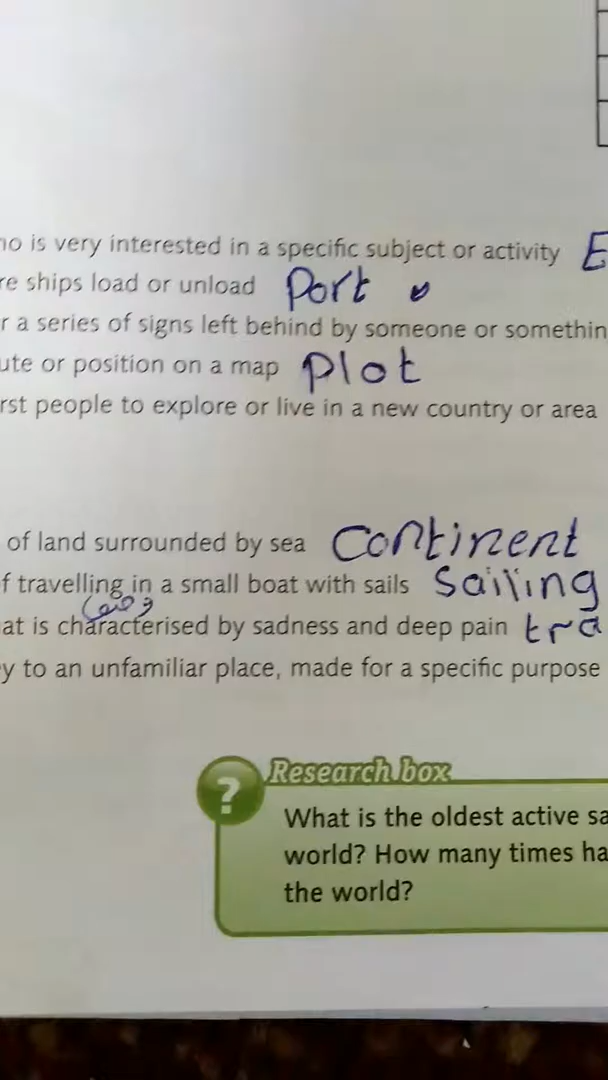 no is very interested in a specific subject or activity E
re ships load or unload Port
r a series of signs left behind by someone or somethin
ute or position on a map plot
rst people to explore or live in a new country or area
of land surrounded by sea continent
f travelling in a small boat with sails sailing
at is characterised by sadness and deep pain tra
y to an unfamiliar place, made for a specific purpose
? Research box
What is the oldest active sa
world? How many times ha
the world?